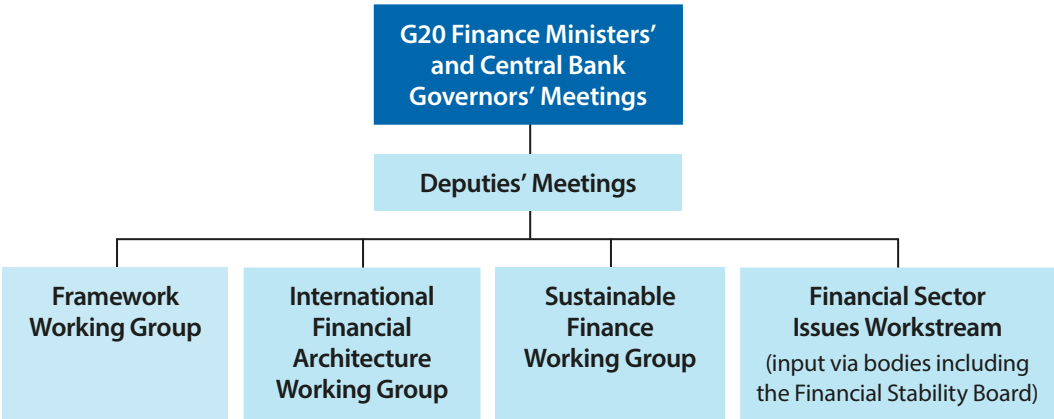 G20 Finance Ministers’
and Central Bank
Governors’ Meetings
Deputies’ Meetings
Framework
Working Group
International
Financial
Architecture
Working Group
Sustainable
Finance
Working Group
Financial Sector
Issues Workstream
(input via bodies including
the Financial Stability Board)